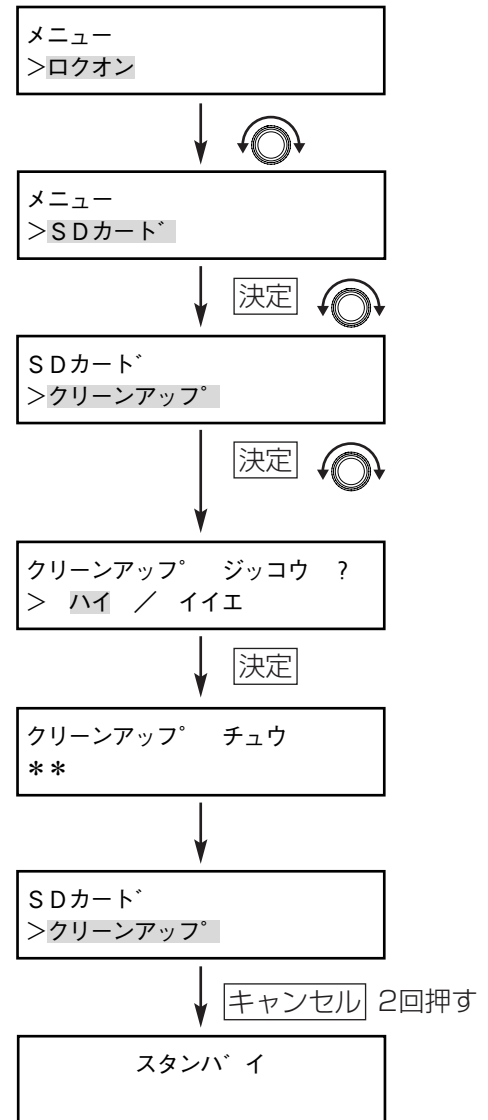 メニュー
>ロクオン
メニュー
>SDカード
決定
SDカード
>クリーンアップ
決定
クリーンアップ ジッコウ ?
> ハイ / イイエ
決定
クリーンアップ チュウ
**
SDカード
>クリーンアップ
キャンセル 2回押す
スタンバイ